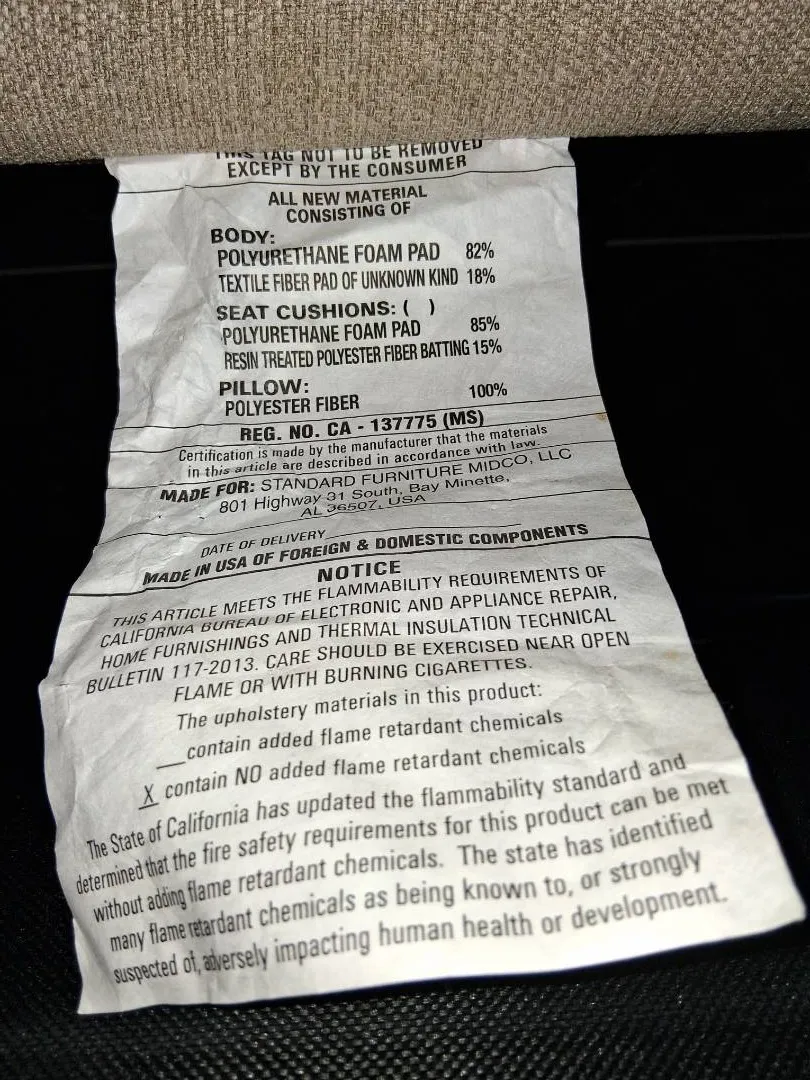 THIS TAG NOT TO BE REMOVED
EXCEPT BY THE CONSUMER
ALL NEW MATERIAL
CONSISTING OF
BODY:
POLYURETHANE FOAM PAD 82%
TEXTILE FIBER PAD OF UNKNOWN KIND 18%
SEAT CUSHIONS: ( )
POLYURETHANE FOAM PAD 85%
RESIN TREATED POLYESTER FIBER BATTING 15%
PILLOW:
POLYESTER FIBER 100%
REG. NO. CA - 137775 (MS)
Certification is made by the manufacturer that the materials
in this article are described in accordance with law.
MADE FOR: STANDARD FURNITURE MIDCO, LLC
801 Highway 31 South, Bay Minette,
AL 36507, USA
DATE OF DELIVERY
MADE IN USA OF FOREIGN & DOMESTIC COMPONENTS
NOTICE
THIS ARTICLE MEETS THE FLAMMABILITY REQUIREMENTS OF
CALIFORNIA BUREAU OF ELECTRONIC AND APPLIANCE REPAIR,
HOME FURNISHINGS AND THERMAL INSULATION TECHNICAL
BULLETIN 117-2013. CARE SHOULD BE EXERCISED NEAR OPEN
FLAME OR WITH BURNING CIGARETTES.
The upholstery materials in this product:
__contain added flame retardant chemicals
X contain NO added flame retardant chemicals
The State of California has updated the flammability standard and
determined that the fire safety requirements for this product can be met
without adding flame retardant chemicals. The state has identified
many flame retardant chemicals as being known to, or strongly
suspected of, adversely impacting human health or development.